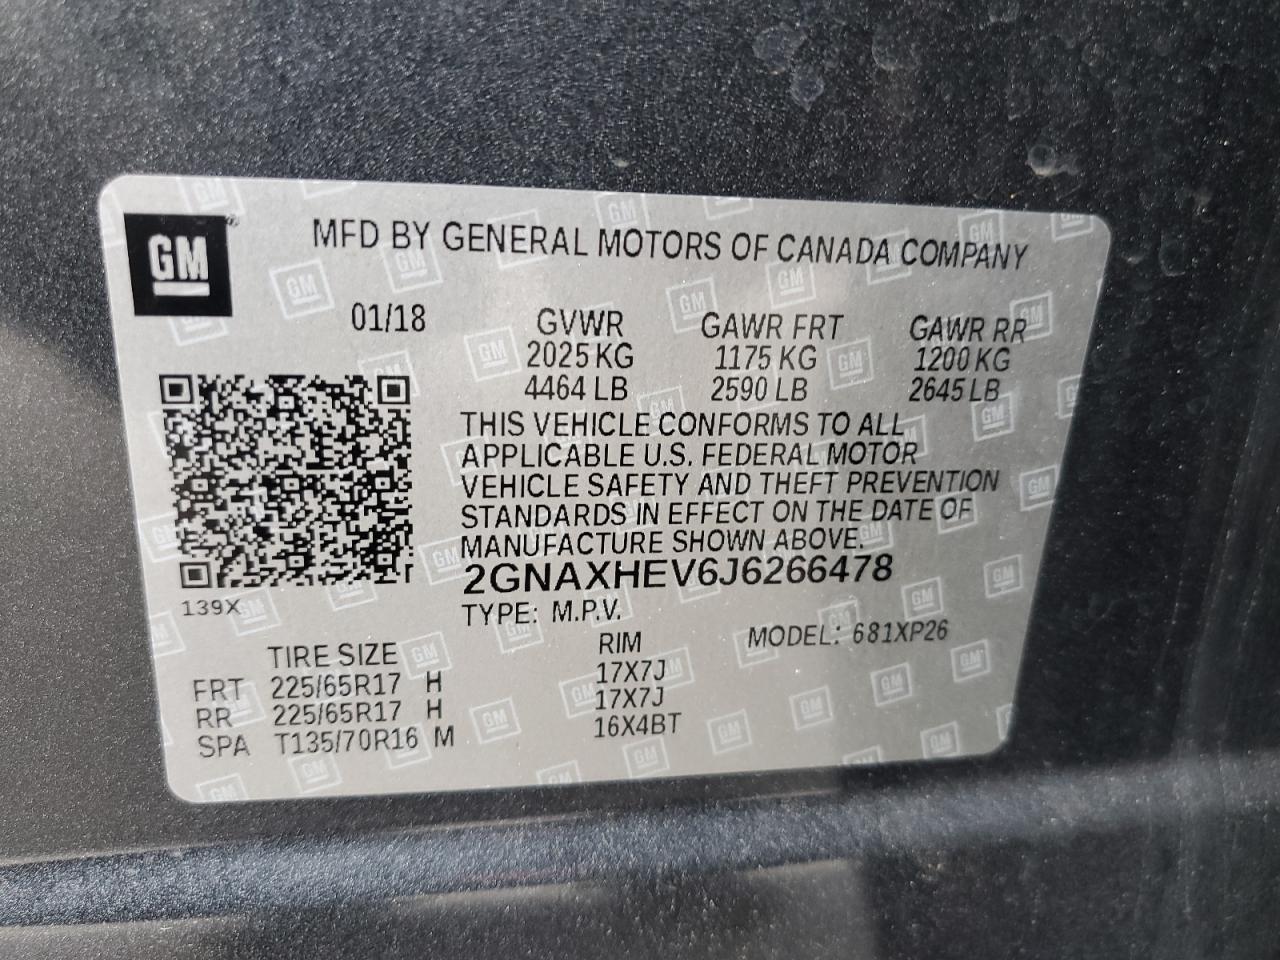 GM
MFD BY GENERAL MOTORS OF CANADA COMPANY
01/18 GVWR GAWR FRT GAWR RR
2025 KG 1175 KG 1200 KG
4464 LB 2590 LB 2645 LB
THIS VEHICLE CONFORMS TO ALL
APPLICABLE U.S. FEDERAL MOTOR
VEHICLE SAFETY AND THEFT PREVENTION
STANDARDS IN EFFECT ON THE DATE OF
MANUFACTURE SHOWN ABOVE.
2GNAXHEV6J6266478
139X
TYPE: M.P.V.
MODEL: 681XP26
TIRE SIZE RIM
FRT 225/65R17 H 17X7J
RR 225/65R17 H 17X7J
SPA T135/70R16 M 16X4BT